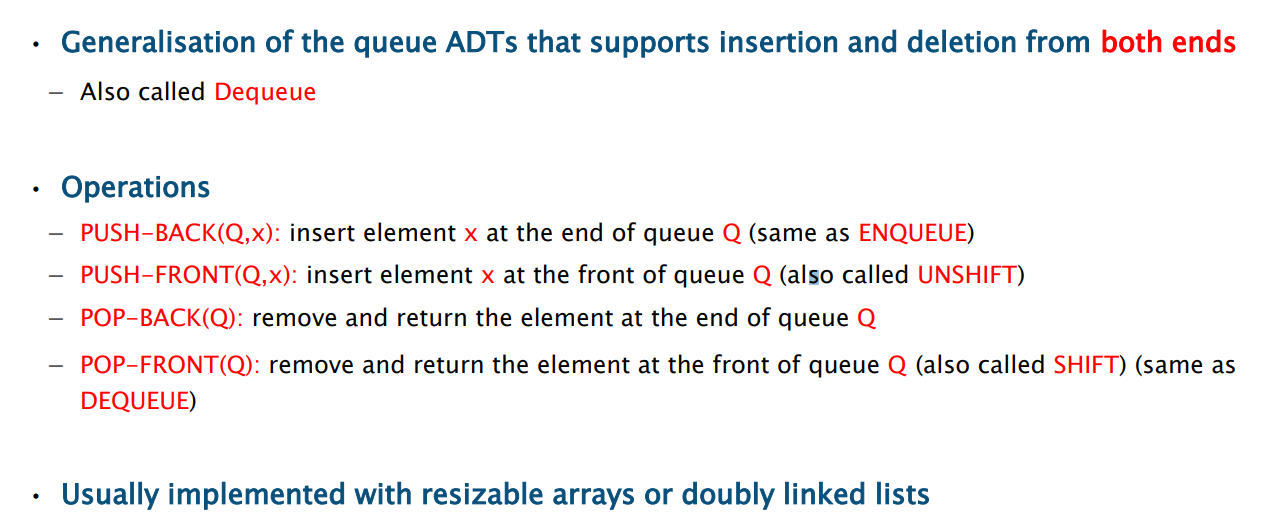 • Generalisation of the queue ADTs that supports insertion and deletion from both ends
– Also called Dequeue
• Operations
– PUSH-BACK(Q,x): insert element x at the end of queue Q (same as ENQUEUE)
– PUSH-FRONT(Q,x): insert element x at the front of queue Q (also called UNSHIFT)
– POP-BACK(Q): remove and return the element at the end of queue Q
– POP-FRONT(Q): remove and return the element at the front of queue Q (also called SHIFT) (same as
DEQUEUE)
• Usually implemented with resizable arrays or doubly linked lists